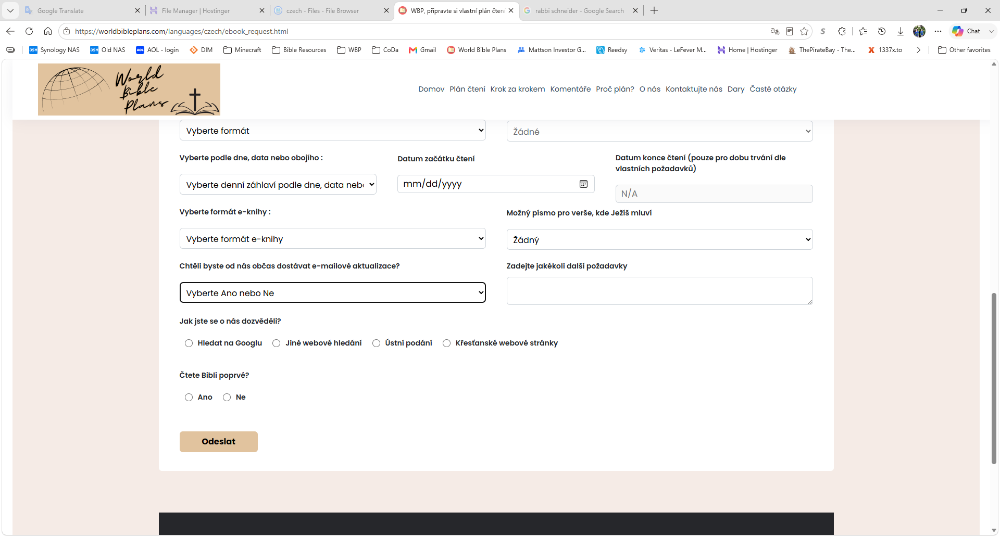 Google Translate
File Manager | Hostinger
czech - Files - File Browser
WBP, připravte si vlastní plán čtení
rabbi schneider - Google Search
https://worldbibleplans.com/languages/czech/ebook_request.html
Chat
Synology NAS
Old NAS
AOL - login
DIM
Minecraft
Bible Resources
WBP
CoDa
Gmail
World Bible Plans
Mattson Investor G...
Reedsy
Veritas - LeFever M...
Home | Hostinger
ThePirateBay - The...
1337x.to
Other favorites
World
Bible
Plans
Domov Plán čtení Krok za krokem Komentáře Proč plán? O nás Kontaktujte nás Dary Časté otázky
Vyberte formát
Žádné
Vyberte podle dne, data nebo obojího :
Vyberte denní záhlaví podle dne, data neb
Datum začátku čtení
mm/dd/yyyy
Datum konce čtení (pouze pro dobu trvání dle
vlastních požadavků)
N/A
Vyberte formát e-knihy :
Vyberte formát e-knihy
Možný písmo pro verše, kde Ježíš mluví
Žádný
Chtěli byste od nás občas dostávat e-mailové aktualizace?
Vyberte Ano nebo Ne
Zadejte jakékoli další požadavky
Jak jste se o nás dozvěděli?
Hledat na Googlu
Jiné webové hledání
Ústní podání
Křesťanské webové stránky
Čtete Bibli poprvé?
Ano
Ne
Odeslat